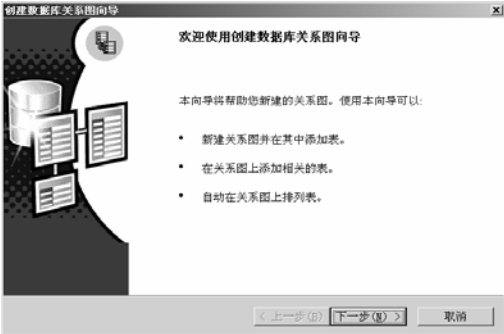 创建数据库关系图向导
欢迎使用创建数据库关系图向导
本向导将帮助您新建的关系图。使用本向导可以:
• 新建关系图并在其中添加表。
• 在关系图上添加相关的表。
• 自动在关系图上排列表。
< 上一步(B) 下一步(N) > 取消